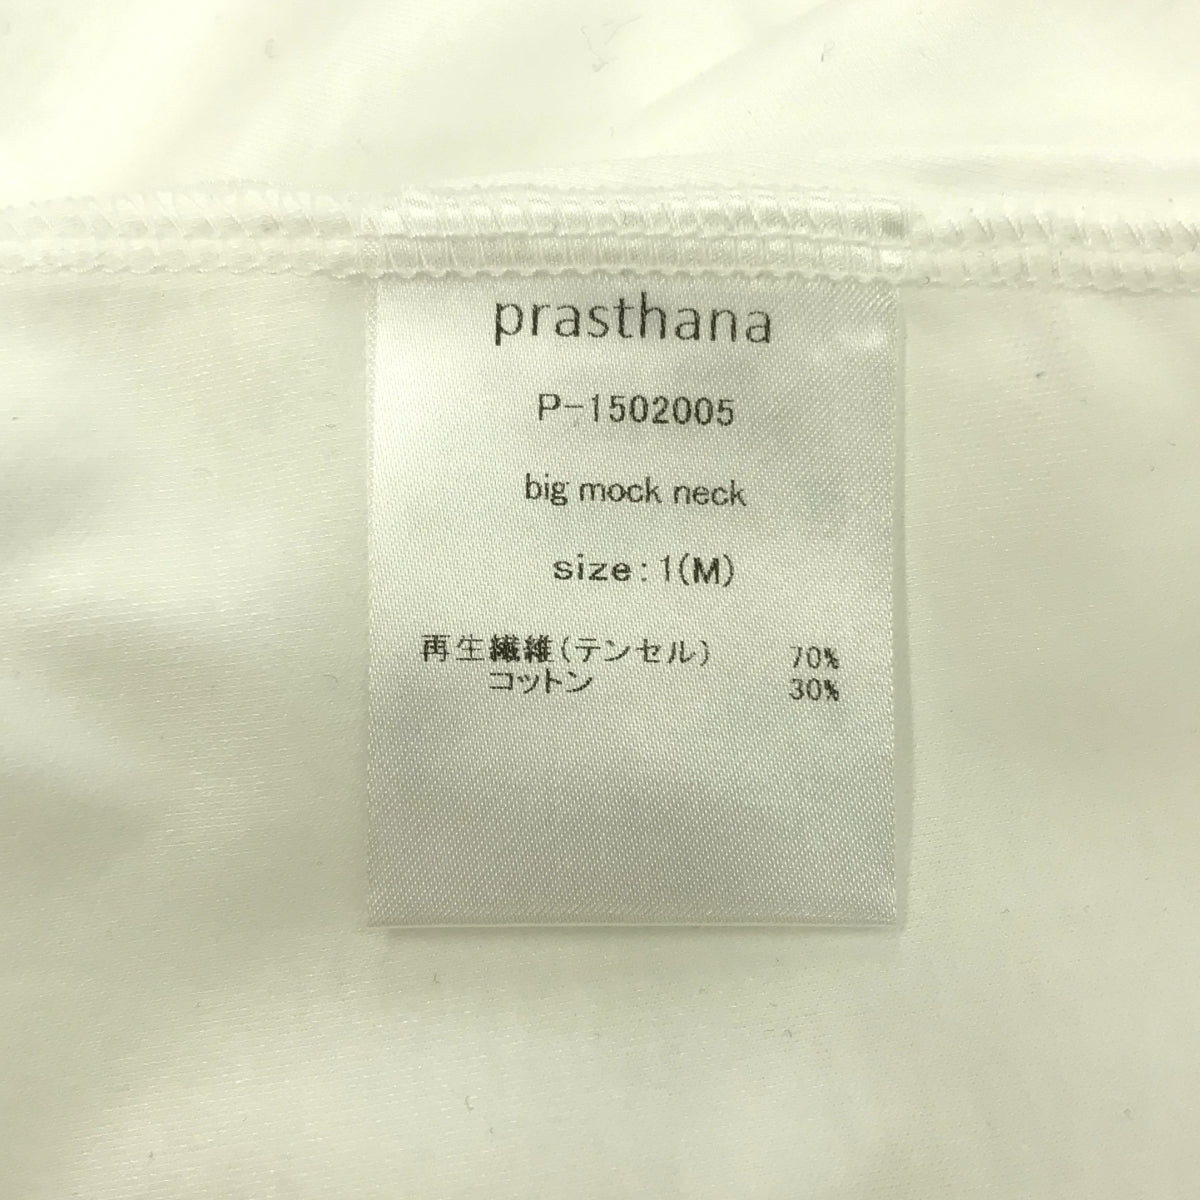 prasthana
P-1502005
big mock neck
size: 1(M)
再生繊維(テンセル) 70%
コットン 30%